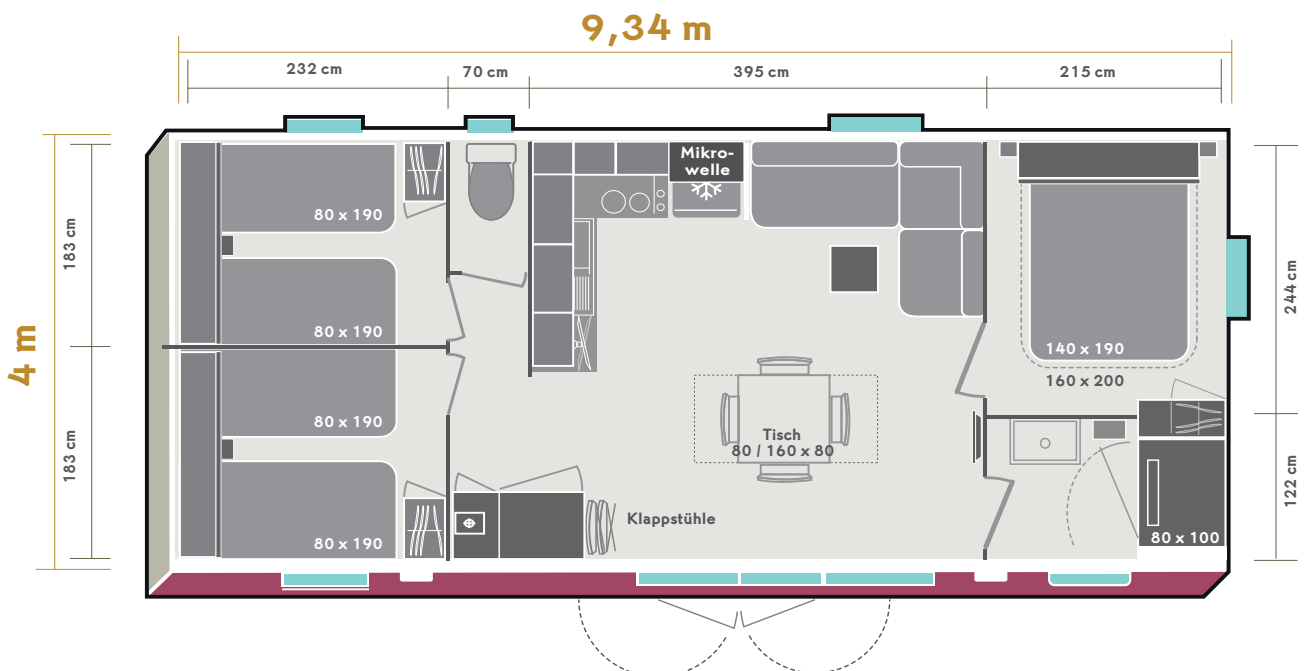 9,34 m
232 cm
70 cm
395 cm
215 cm
4 m
183 cm
183 cm
Mikro-
welle
80 x 190
80 x 190
80 x 190
80 x 190
140 x 190
160 x 200
244 cm
122 cm
Tisch
80 / 160 x 80
Klappstühle
80 x 100